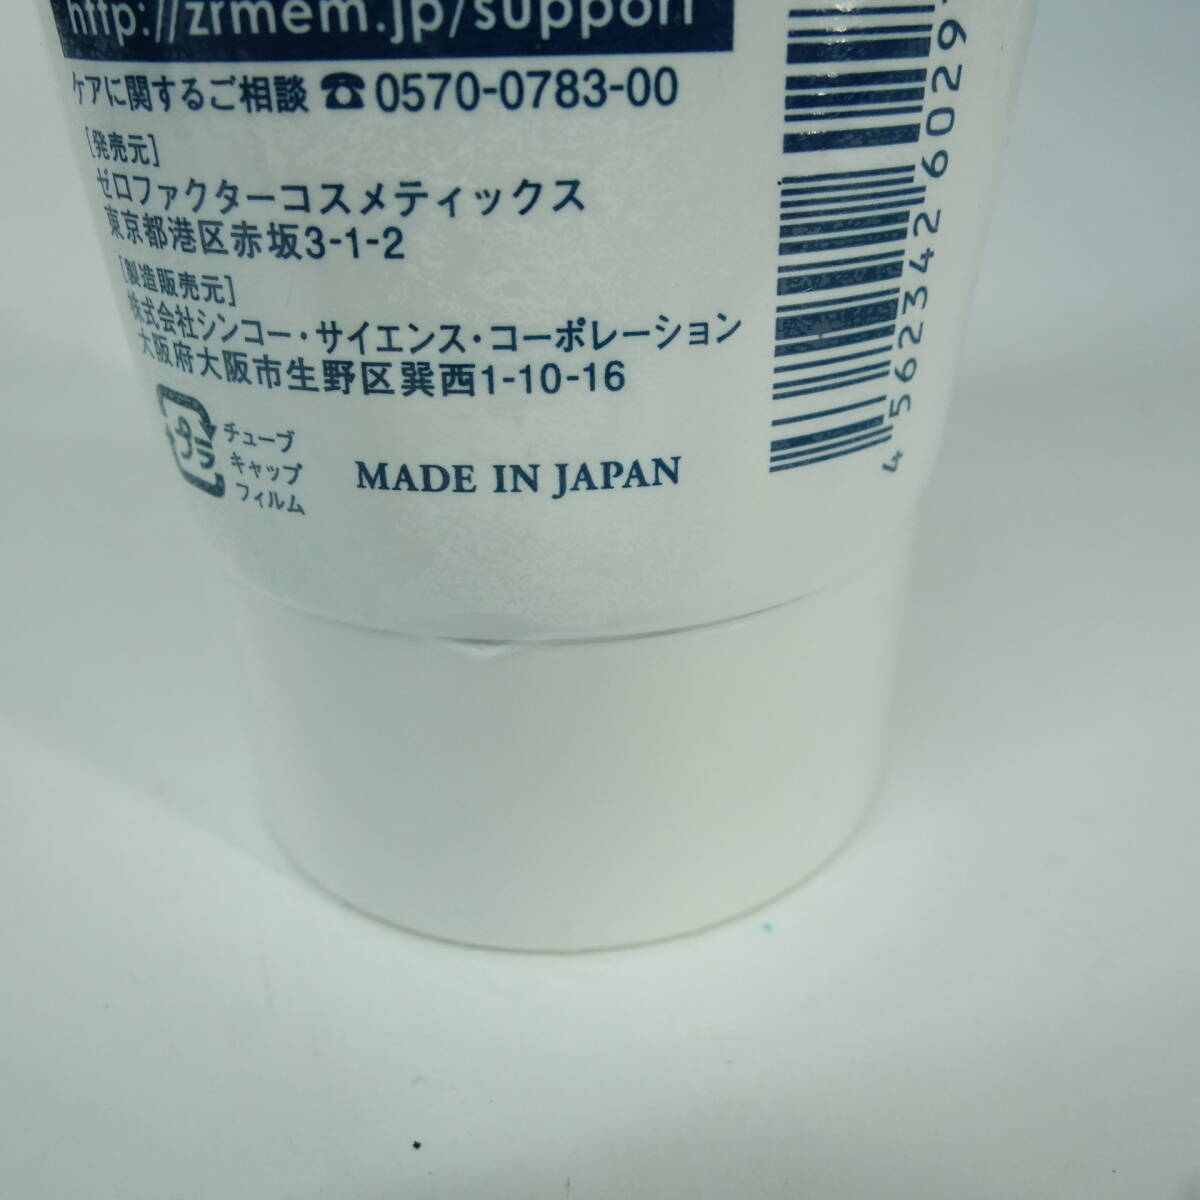 http://zrmem.jp/support
ケアに関するご相談 ☎0570-0783-00
[発売元]
ゼロファクターコスメティックス
東京都港区赤坂3-1-2
[製造販売元]
株式会社シンコー・サイエンス・コーポレーション
大阪府大阪市生野区巽西1-10-16
プラ
チューブ
キャップ
フィルム
MADE IN JAPAN
4 562342 6029